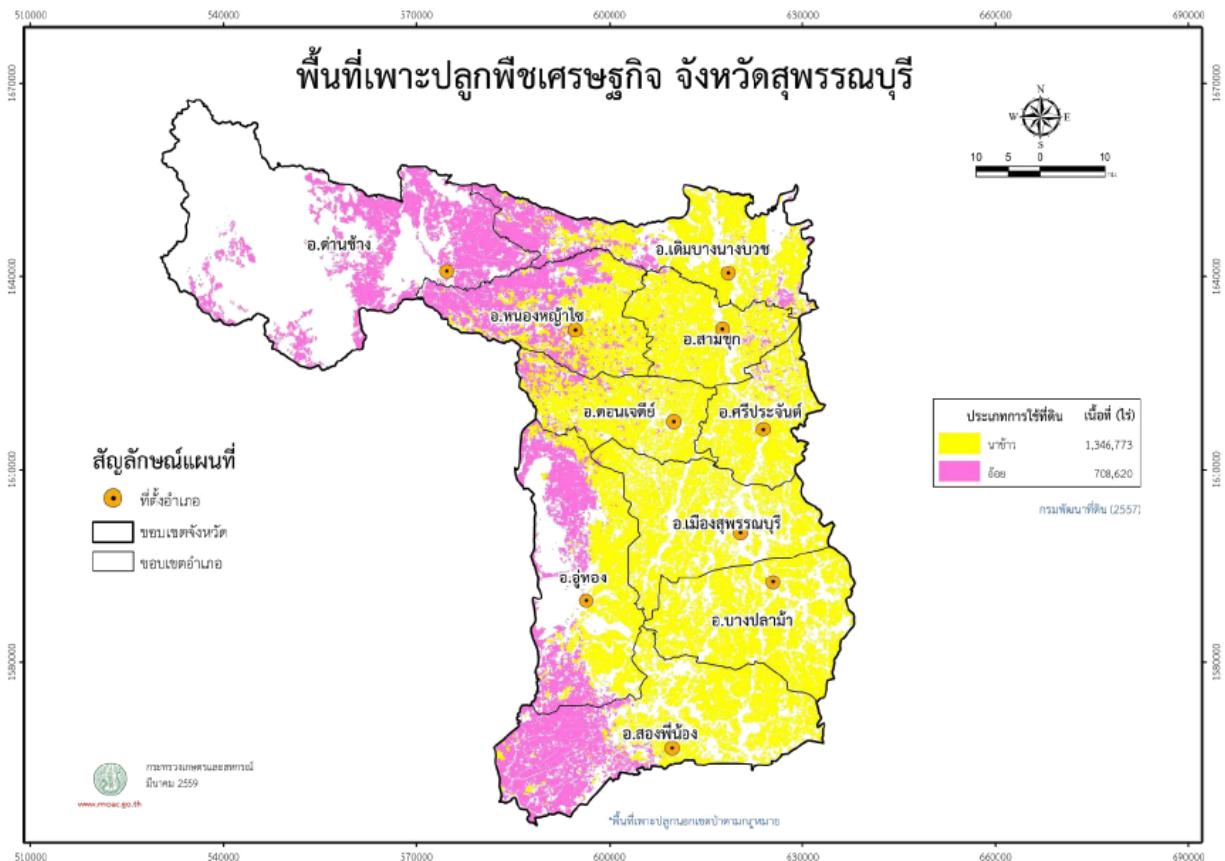 510000 540000 570000 600000 630000 660000 690000
พื้นที่เพาะปลูกพืชเศรษฐกิจ จังหวัดสุพรรณบุรี
1670000 1670000
N
W E
S
10 5 0 10
กม.
อ.ด่านช้าง
อ.เดิมบางนางบวช
1640000 1640000
อ.หนองหญ้าไซ
อ.สามชุก
อ.ดอนเจดีย์
อ.ศรีประจันต์
ประเภทการใช้ที่ดิน เนื้อที่ (ไร่)
นาข้าว 1,346,773
อ้อย 708,620
กรมพัฒนาที่ดิน (2557)
สัญลักษณ์แผนที่
ที่ตั้งอำเภอ
ขอบเขตจังหวัด
ขอบเขตอำเภอ
1610000 1610000
อ.เมืองสุพรรณบุรี
อ.อู่ทอง
อ.บางปลาม้า
1580000 1580000
อ.สองพี่น้อง
กระทรวงเกษตรและสหกรณ์
มีนาคม 2559
www.moac.go.th
*พื้นที่เพาะปลูกนอกเขตป่าตามกฎหมาย
510000 540000 570000 600000 630000 660000 690000